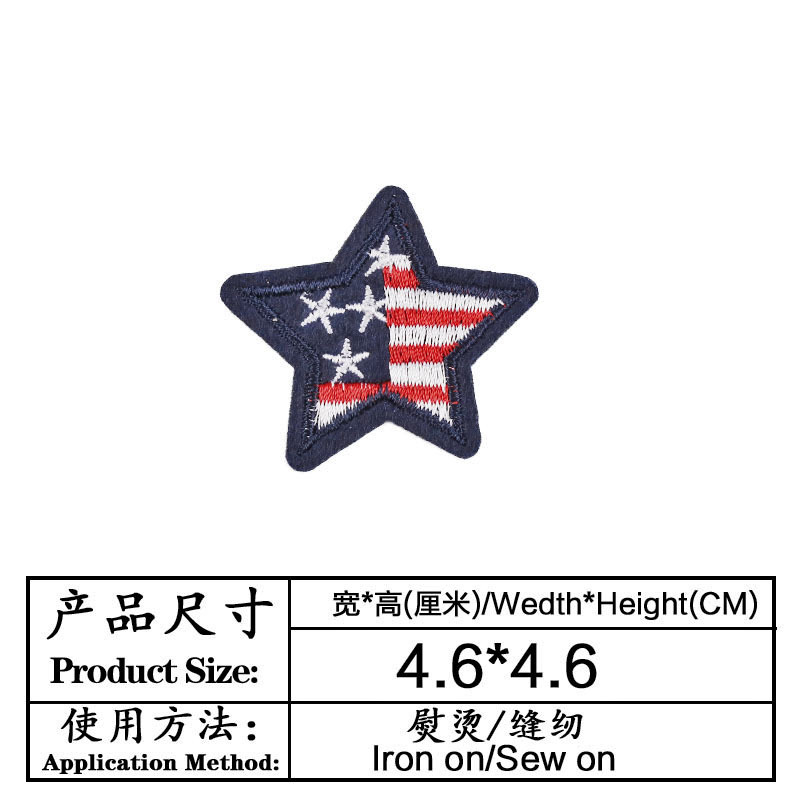 产品尺寸
Product Size:
宽*高(厘米)/Wedth*Height(CM)
4.6*4.6
使用方法：
Application Method:
熨烫/缝纫
Iron on/Sew on